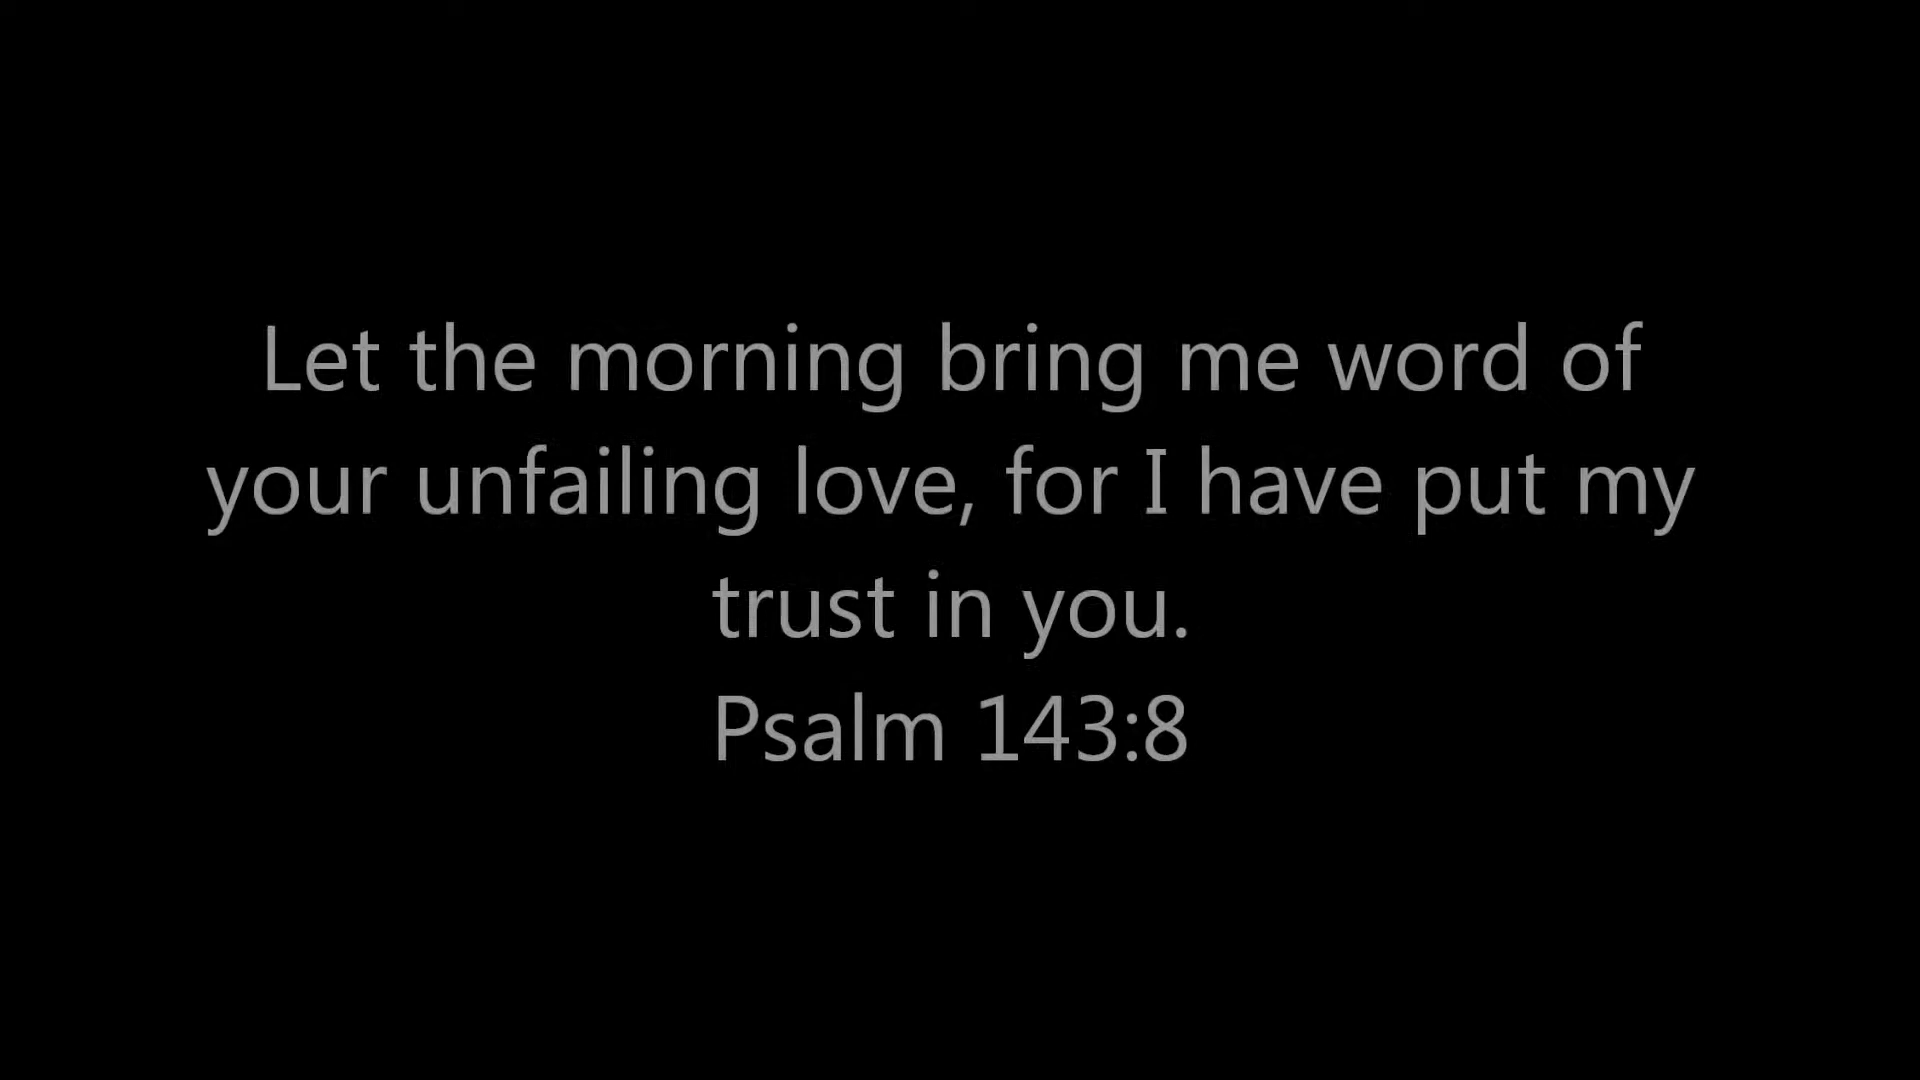 Let the morning bring me word of
your unfailing love, for I have put my
trust in you.
Psalm 143:8